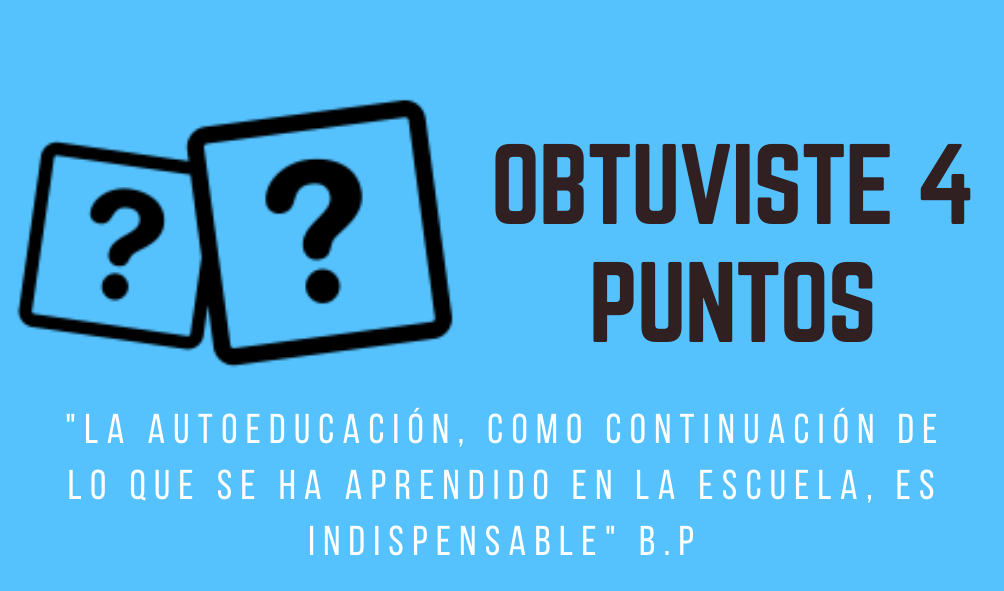 ? ?
OBTUVISTE 4
PUNTOS
"LA AUTOEDUCACIÓN, COMO CONTINUACIÓN DE
LO QUE SE HA APRENDIDO EN LA ESCUELA, ES
INDISPENSABLE" B.P